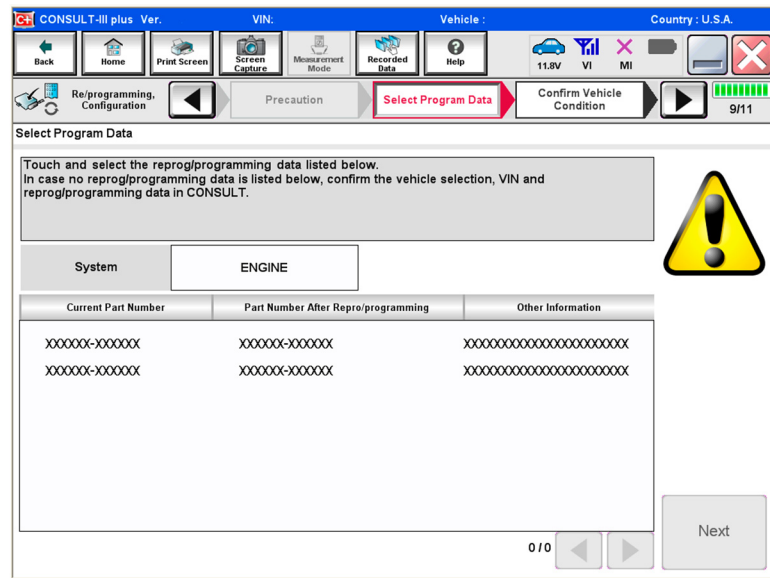 C+ CONSULT-III plus Ver. VIN: Vehicle : Country : U.S.A.
Back Home Print Screen Screen Capture Measurement Mode Recorded Data Help 11.8V VI MI
Re/programming, Configuration Precaution Select Program Data Confirm Vehicle Condition 9/11
Select Program Data
Touch and select the reprog/programming data listed below.
In case no reprog/programming data is listed below, confirm the vehicle selection, VIN and
reprog/programming data in CONSULT.
System ENGINE
Current Part Number Part Number After Repro/programming Other Information
XXXXXX-XXXXXX XXXXXX-XXXXXX XXXXXXXXXXXXXXXXXXXXXXX
XXXXXX-XXXXXX XXXXXX-XXXXXX XXXXXXXXXXXXXXXXXXXXXXX
Next
0/0